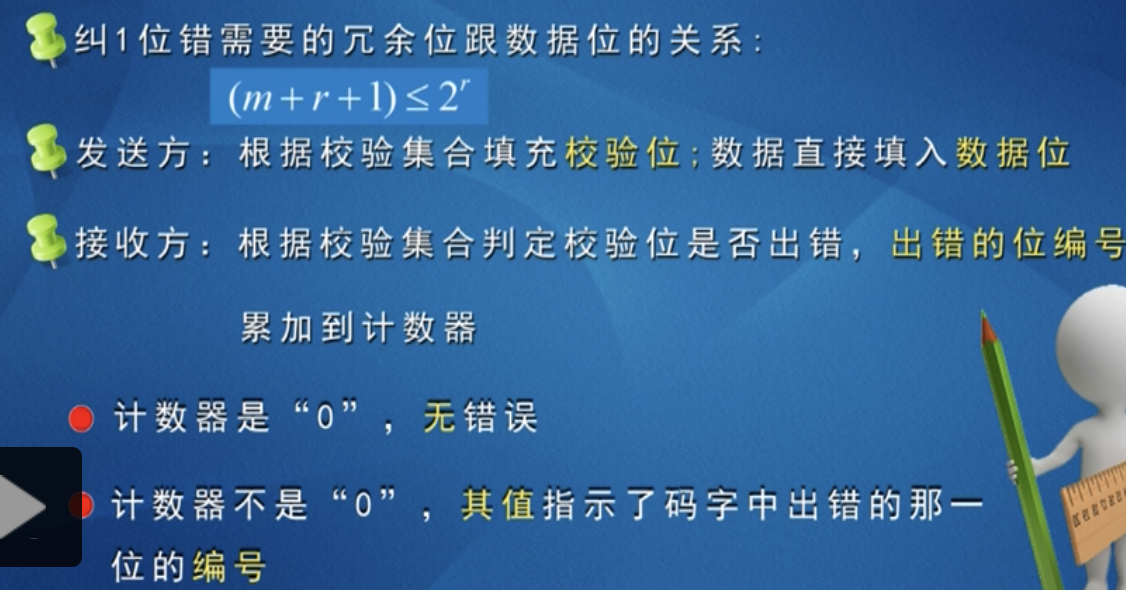 纠1位错需要的冗余位跟数据位的关系:
(m+r+1)≤2^r
发送方：根据校验集合填充校验位;数据直接填入数据位
接收方：根据校验集合判定校验位是否出错，出错的位编号
累加到计数器
计数器是“0”，无错误
计数器不是“0”，其值指示了码字中出错的那一
位的编号